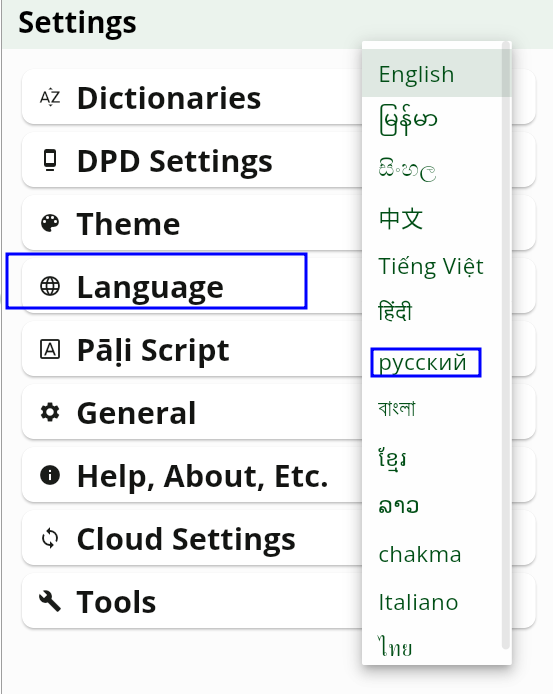 Settings
Dictionaries
DPD Settings
Theme
Language
Pāḷi Script
General
Help, About, Etc.
Cloud Settings
Tools
English
မြန်မာ
සිංහල
中文
Tiếng Việt
हिंदी
русский
বাংলা
ខ្មែរ
ລາວ
chakma
Italiano
ไทย